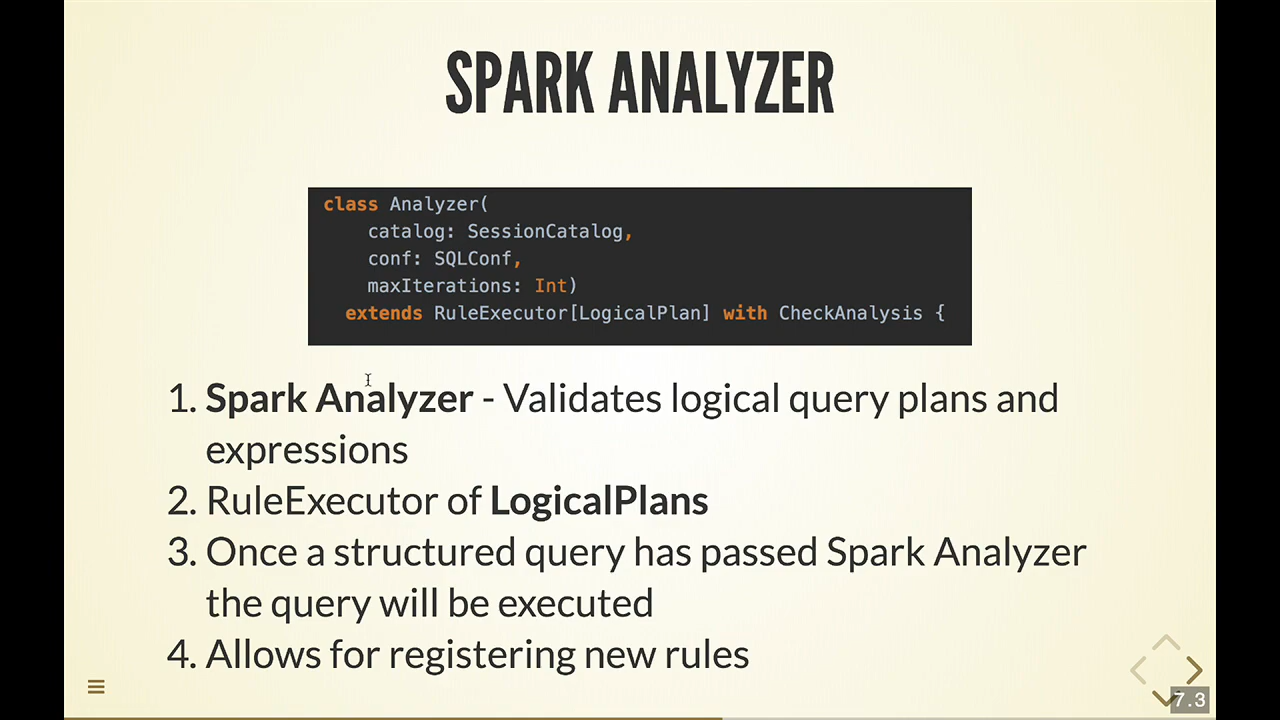 SPARK ANALYZER
class Analyzer(
catalog: SessionCatalog,
conf: SQLConf,
maxIterations: Int)
extends RuleExecutor[LogicalPlan] with CheckAnalysis {
1. Spark Analyzer - Validates logical query plans and
expressions
2. RuleExecutor of LogicalPlans
3. Once a structured query has passed Spark Analyzer
the query will be executed
4. Allows for registering new rules
7.3